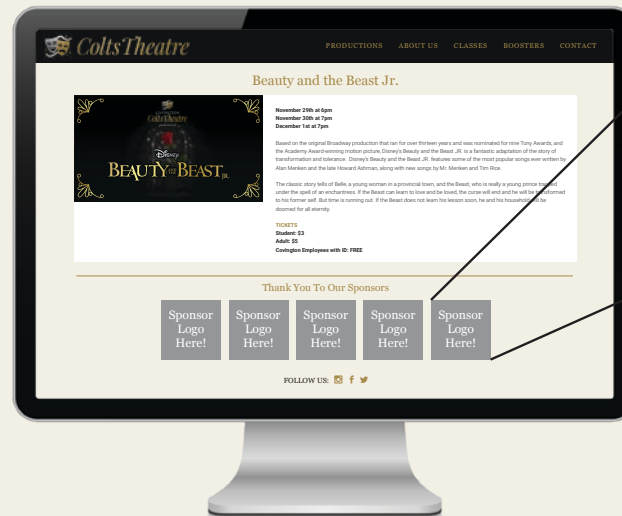 Colts Theatre
PRODUCTIONS ABOUT US CLASSES BOOSTERS CONTACT
Beauty and the Beast Jr.
Colts Theatre
Disney
BEAUTY AND THE BEAST JR.
November 29th at 6pm
November 30th at 7pm
December 1st at 7pm
Based on the original Broadway production that ran for over thirteen years and was nominated for nine Tony Awards, and
the Academy Award-winning motion picture, Disney's Beauty and the Beast JR. is a fantastic adaptation of the story of
transformation and tolerance. Disney's Beauty and the Beast JR. features some of the most popular songs ever written by
Alan Menken and the late Howard Ashman, along with new songs by Mr. Menken and Tim Rice.
The classic story tells of Belle, a young woman in a provincial town, and the Beast, who is really a young prince trapped
under the spell of an enchantress. If the Beast can learn to love and be loved, the curse will end and he will be transformed
to his former self. But time is running out. If the Beast does not learn his lesson soon, he and his household will be
doomed for all eternity.
TICKETS
Student: $3
Adult: $5
Covington Employees with ID: FREE
Thank You To Our Sponsors
Sponsor Logo Here!
Sponsor Logo Here!
Sponsor Logo Here!
Sponsor Logo Here!
Sponsor Logo Here!
FOLLOW US: